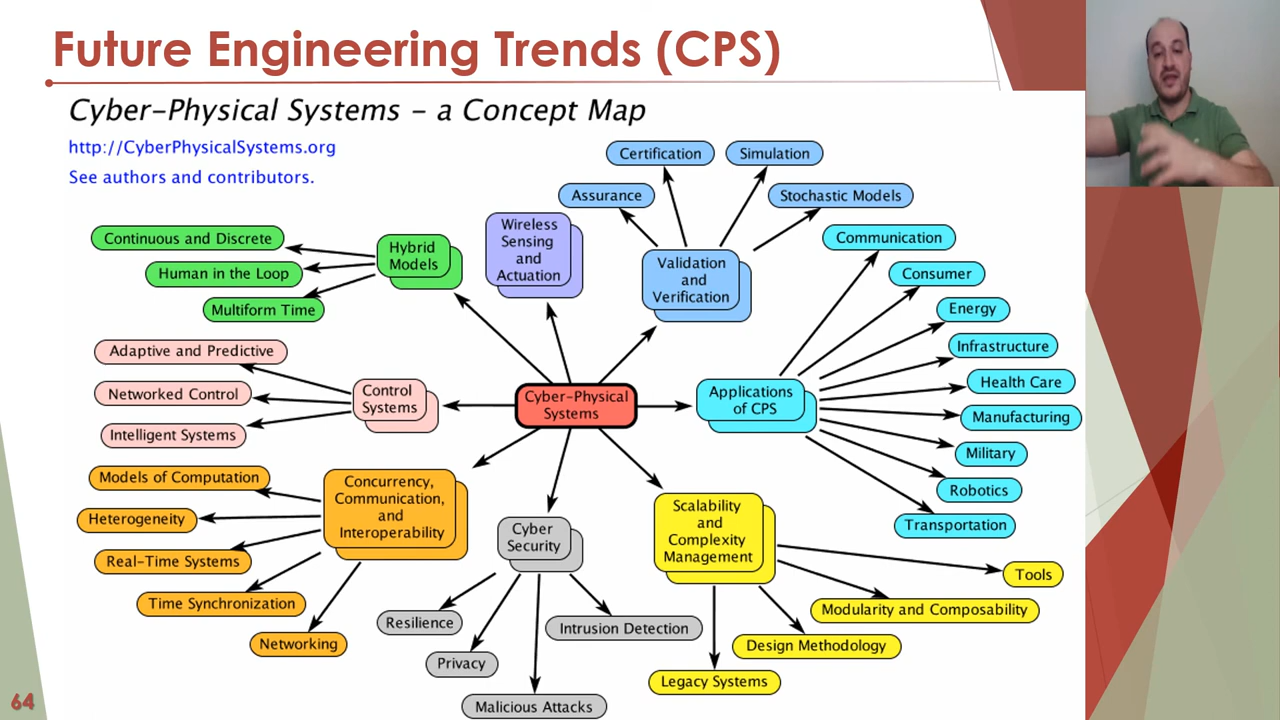 Future Engineering Trends (CPS)
Cyber-Physical Systems – a Concept Map
http://CyberPhysicalSystems.org
See authors and contributors.
Certification
Simulation
Assurance
Stochastic Models
Wireless
Sensing
and
Actuation
Validation
and
Verification
Hybrid
Models
Continuous and Discrete
Human in the Loop
Multiform Time
Communication
Consumer
Energy
Infrastructure
Health Care
Manufacturing
Military
Robotics
Transportation
Applications
of CPS
Cyber-Physical
Systems
Control
Systems
Adaptive and Predictive
Networked Control
Intelligent Systems
Concurrency,
Communication,
and
Interoperability
Models of Computation
Heterogeneity
Real-Time Systems
Time Synchronization
Networking
Cyber
Security
Resilience
Privacy
Malicious Attacks
Intrusion Detection
Scalability
and
Complexity
Management
Tools
Modularity and Composability
Design Methodology
Legacy Systems
64